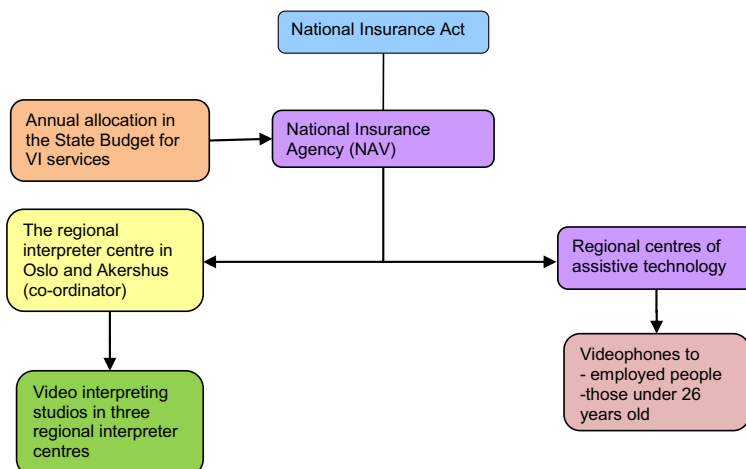 National Insurance Act
Annual allocation in
the State Budget for
VI services
National Insurance
Agency (NAV)
The regional
interpreter centre in
Oslo and Akershus
(co-ordinator)
Regional centres of
assistive technology
Video interpreting
studios in three
regional interpreter
centres
Videophones to
- employed people
-those under 26
years old